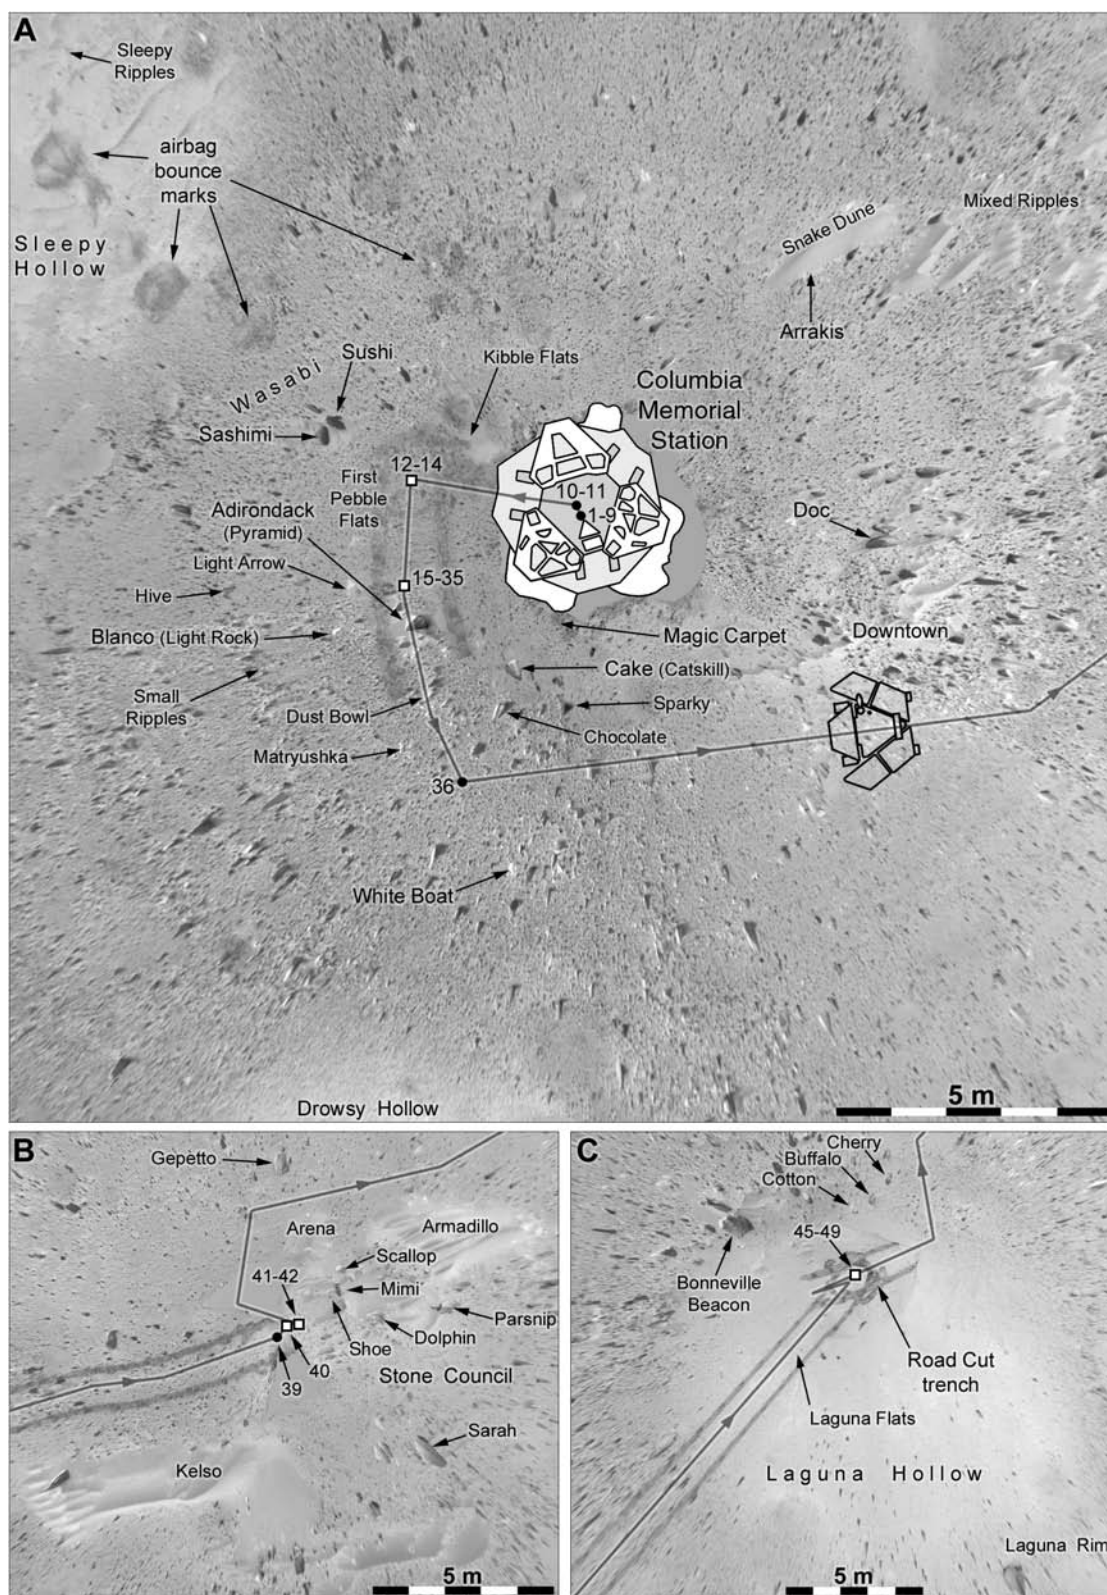 A
Sleepy
Ripples
airbag
bounce
marks
Sleepy
Hollow
Snake Dune
Mixed Ripples
Arrakis
Wasabi
Sushi
Kibble Flats
Sashimi
Columbia
Memorial
Station
12-14
First
Pebble
Flats
10-11
1-9
Adirondack
(Pyramid)
Doc
Light Arrow
15-35
Hive
Blanco (Light Rock)
Magic Carpet
Downtown
Cake (Catskill)
Small
Ripples
Dust Bowl
Sparky
Chocolate
Matryushka
36
White Boat
5 m
Drowsy Hollow
B
Gepetto
Arena
Armadillo
Scallop
41-42
Mimi
Parsnip
Shoe
Dolphin
40
39
Stone Council
Sarah
Kelso
5 m
C
Cherry
Buffalo
Cotton
45-49
Bonneville
Beacon
Road Cut
trench
Laguna Flats
Laguna Hollow
Laguna Rim
5 m